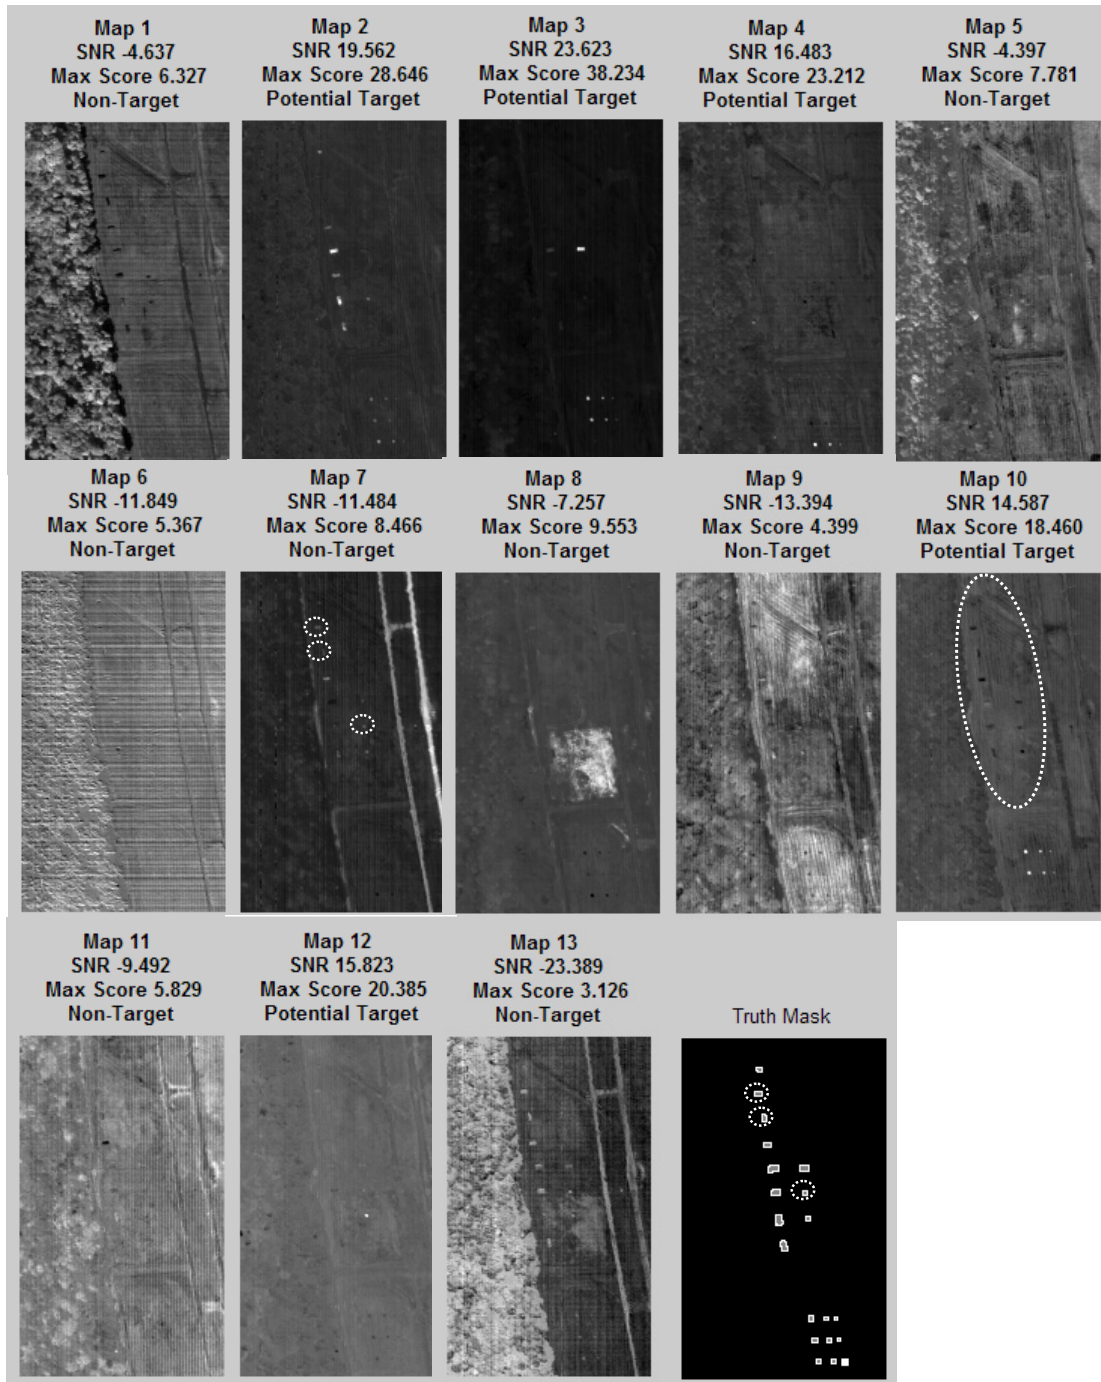 Map 1
SNR -4.637
Max Score 6.327
Non-Target
Map 2
SNR 19.562
Max Score 28.646
Potential Target
Map 3
SNR 23.623
Max Score 38.234
Potential Target
Map 4
SNR 16.483
Max Score 23.212
Potential Target
Map 5
SNR -4.397
Max Score 7.781
Non-Target
Map 6
SNR -11.849
Max Score 5.367
Non-Target
Map 7
SNR -11.484
Max Score 8.466
Non-Target
Map 8
SNR -7.257
Max Score 9.553
Non-Target
Map 9
SNR -13.394
Max Score 4.399
Non-Target
Map 10
SNR 14.587
Max Score 18.460
Potential Target
Map 11
SNR -9.492
Max Score 5.829
Non-Target
Map 12
SNR 15.823
Max Score 20.385
Potential Target
Map 13
SNR -23.389
Max Score 3.126
Non-Target
Truth Mask